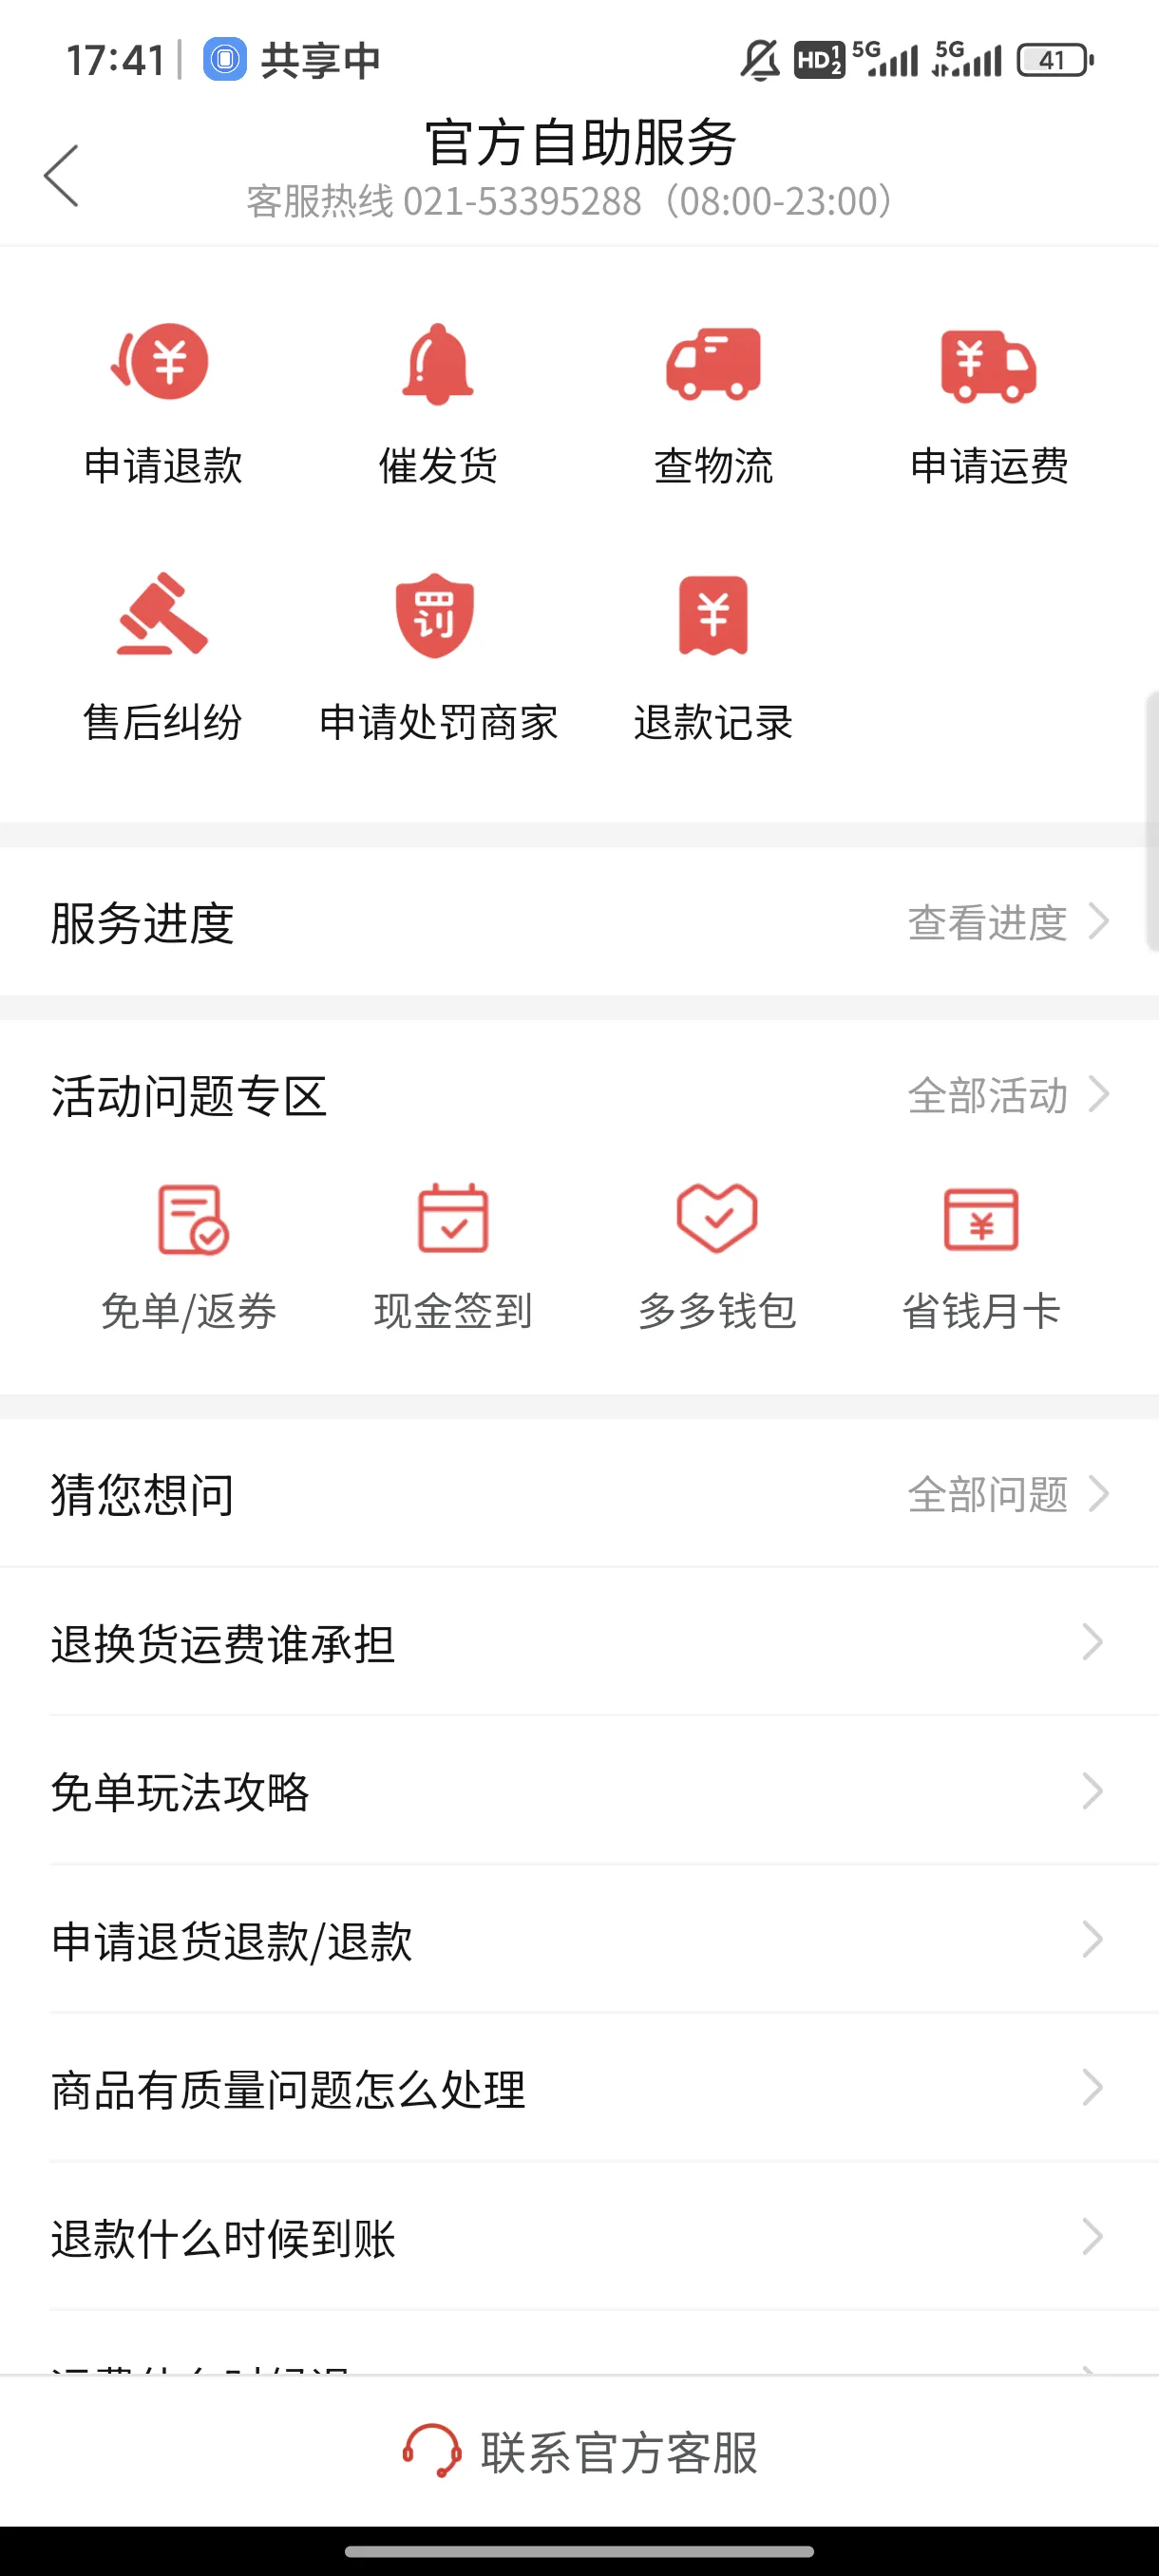 17:41 共享中 HD 1 2 5G 5G 41
官方自助服务
客服热线 021-53395288（08:00-23:00）
申请退款 催发货 查物流 申请运费
罚
售后纠纷 申请处罚商家 退款记录
服务进度 查看进度
活动问题专区 全部活动
免单/返券 现金签到 多多钱包 省钱月卡
猜您想问 全部问题
退换货运费谁承担
免单玩法攻略
申请退货退款/退款
商品有质量问题怎么处理
退款什么时候到账
联系官方客服